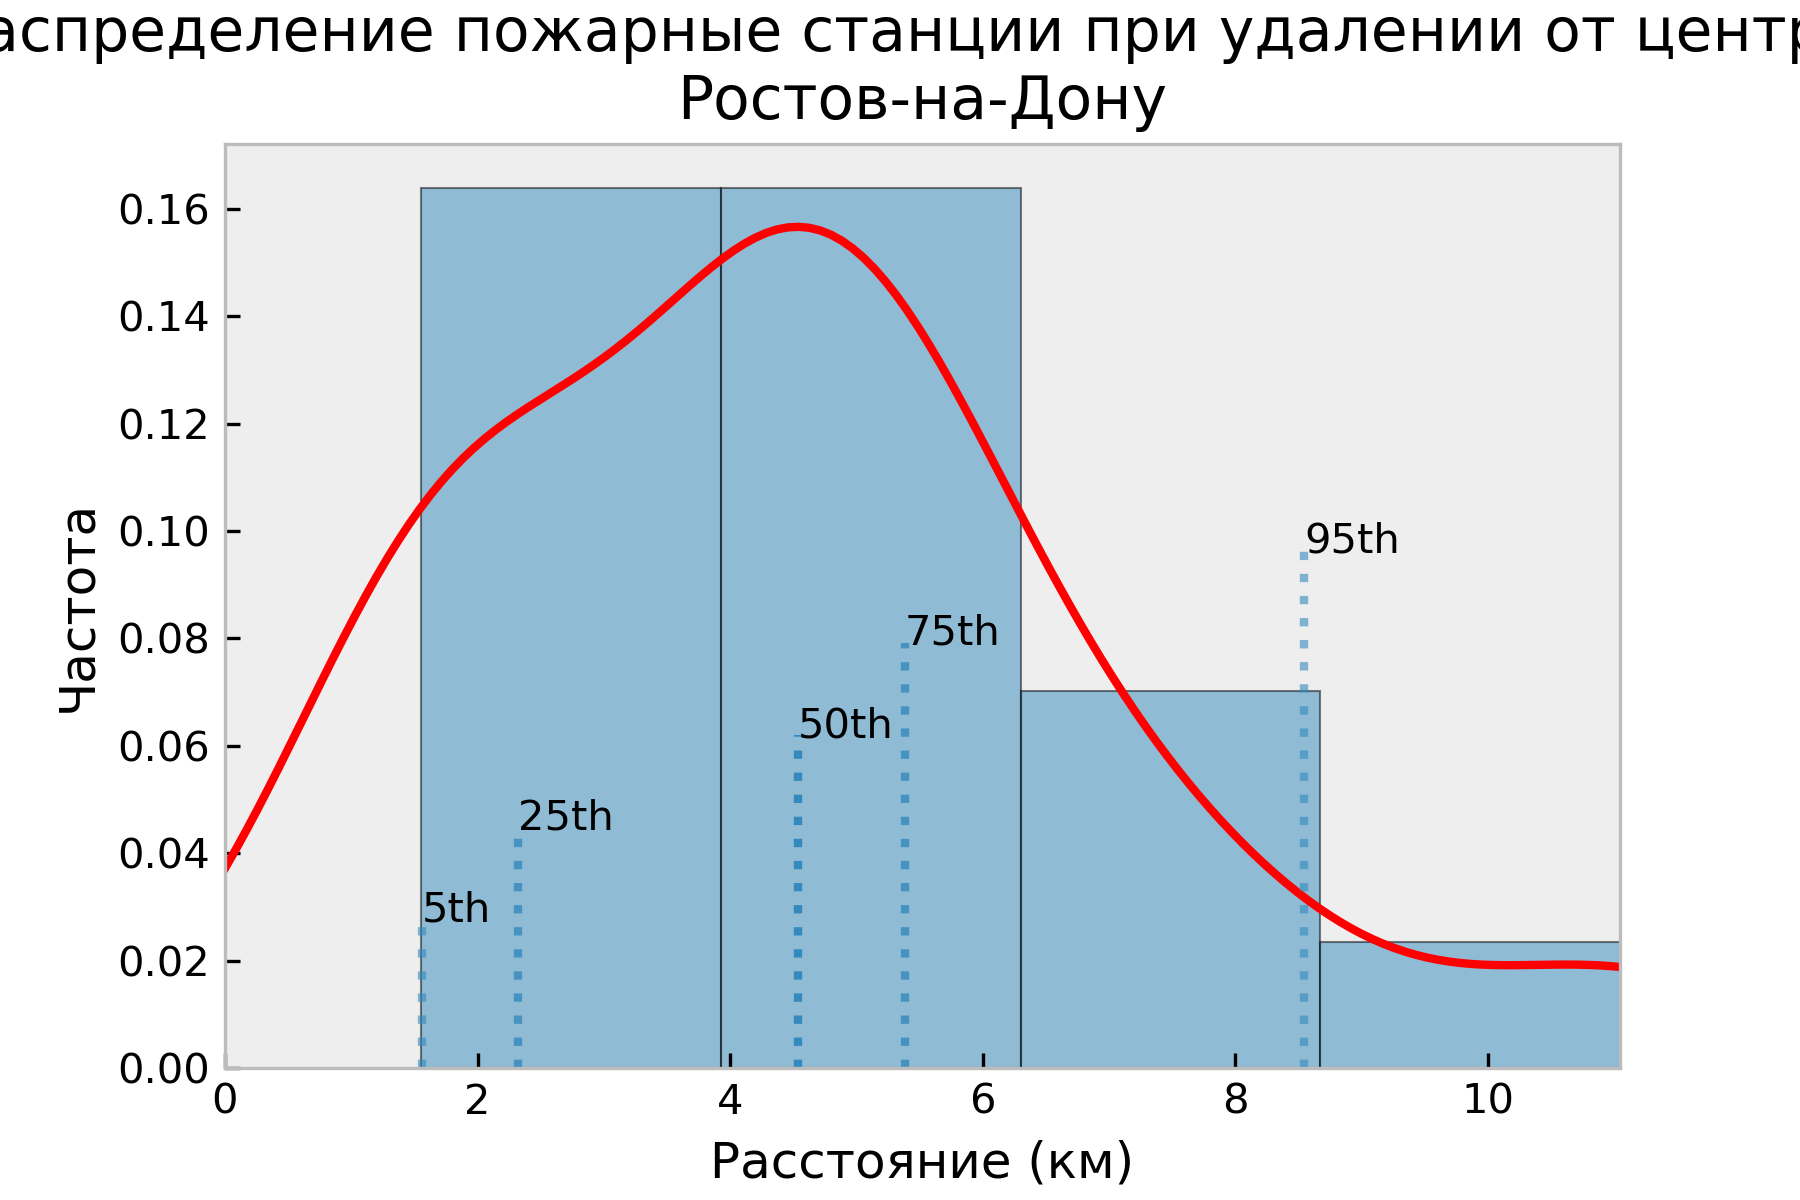 аспределение пожарные станции при удалении от центр
Ростов-на-Дону
0.16
0.14
0.12
0.10
0.08
0.06
0.04
0.02
0.00
Частота
5th
25th
50th
75th
95th
0 2 4 6 8 10
Расстояние (км)